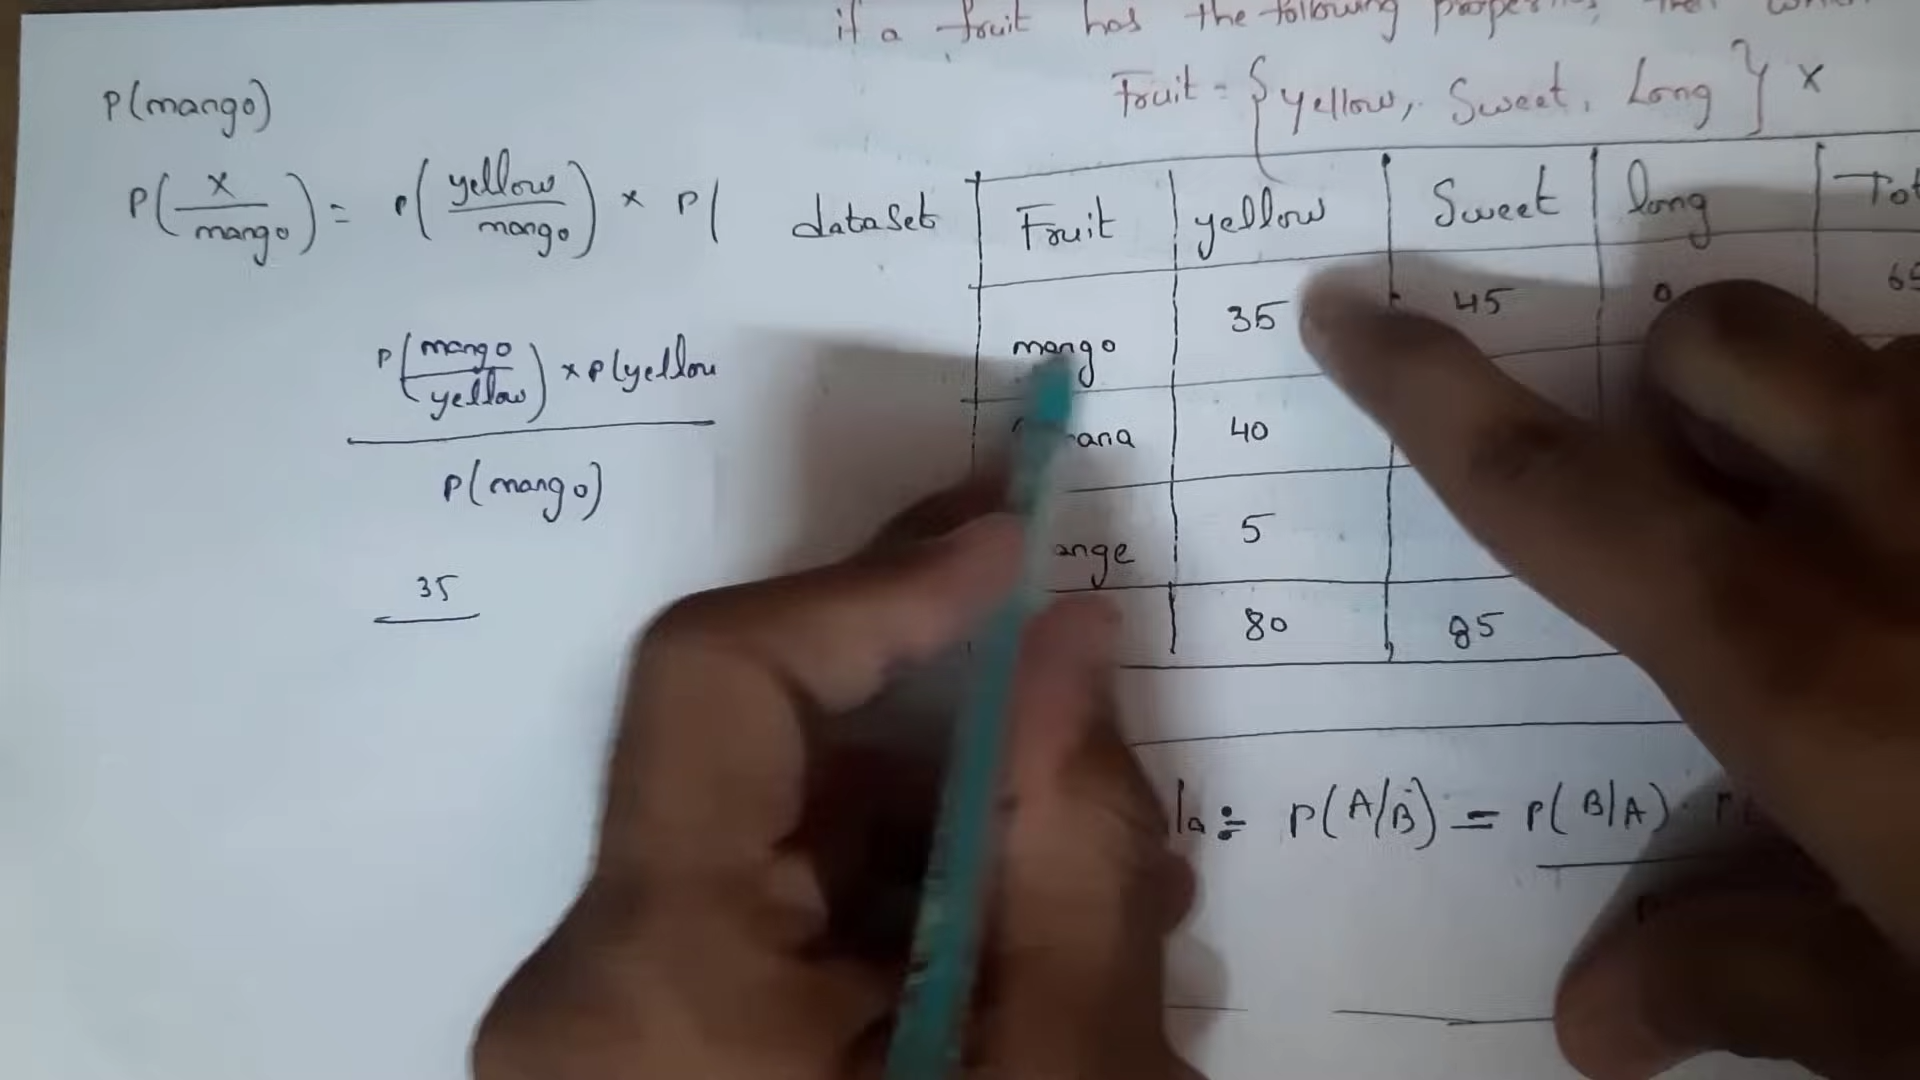 if a fruit has the following
Fruit = {yellow, Sweet, Long} x
P(mango)
P(x/mango) = P(yellow/mango) x P(
dataset
Fruit yellow Sweet long
mango 35 45 0
40
5
80 85
P(mango/yellow) x P(yellow
P(mango)
35
P(A/B) = P(B/A) .